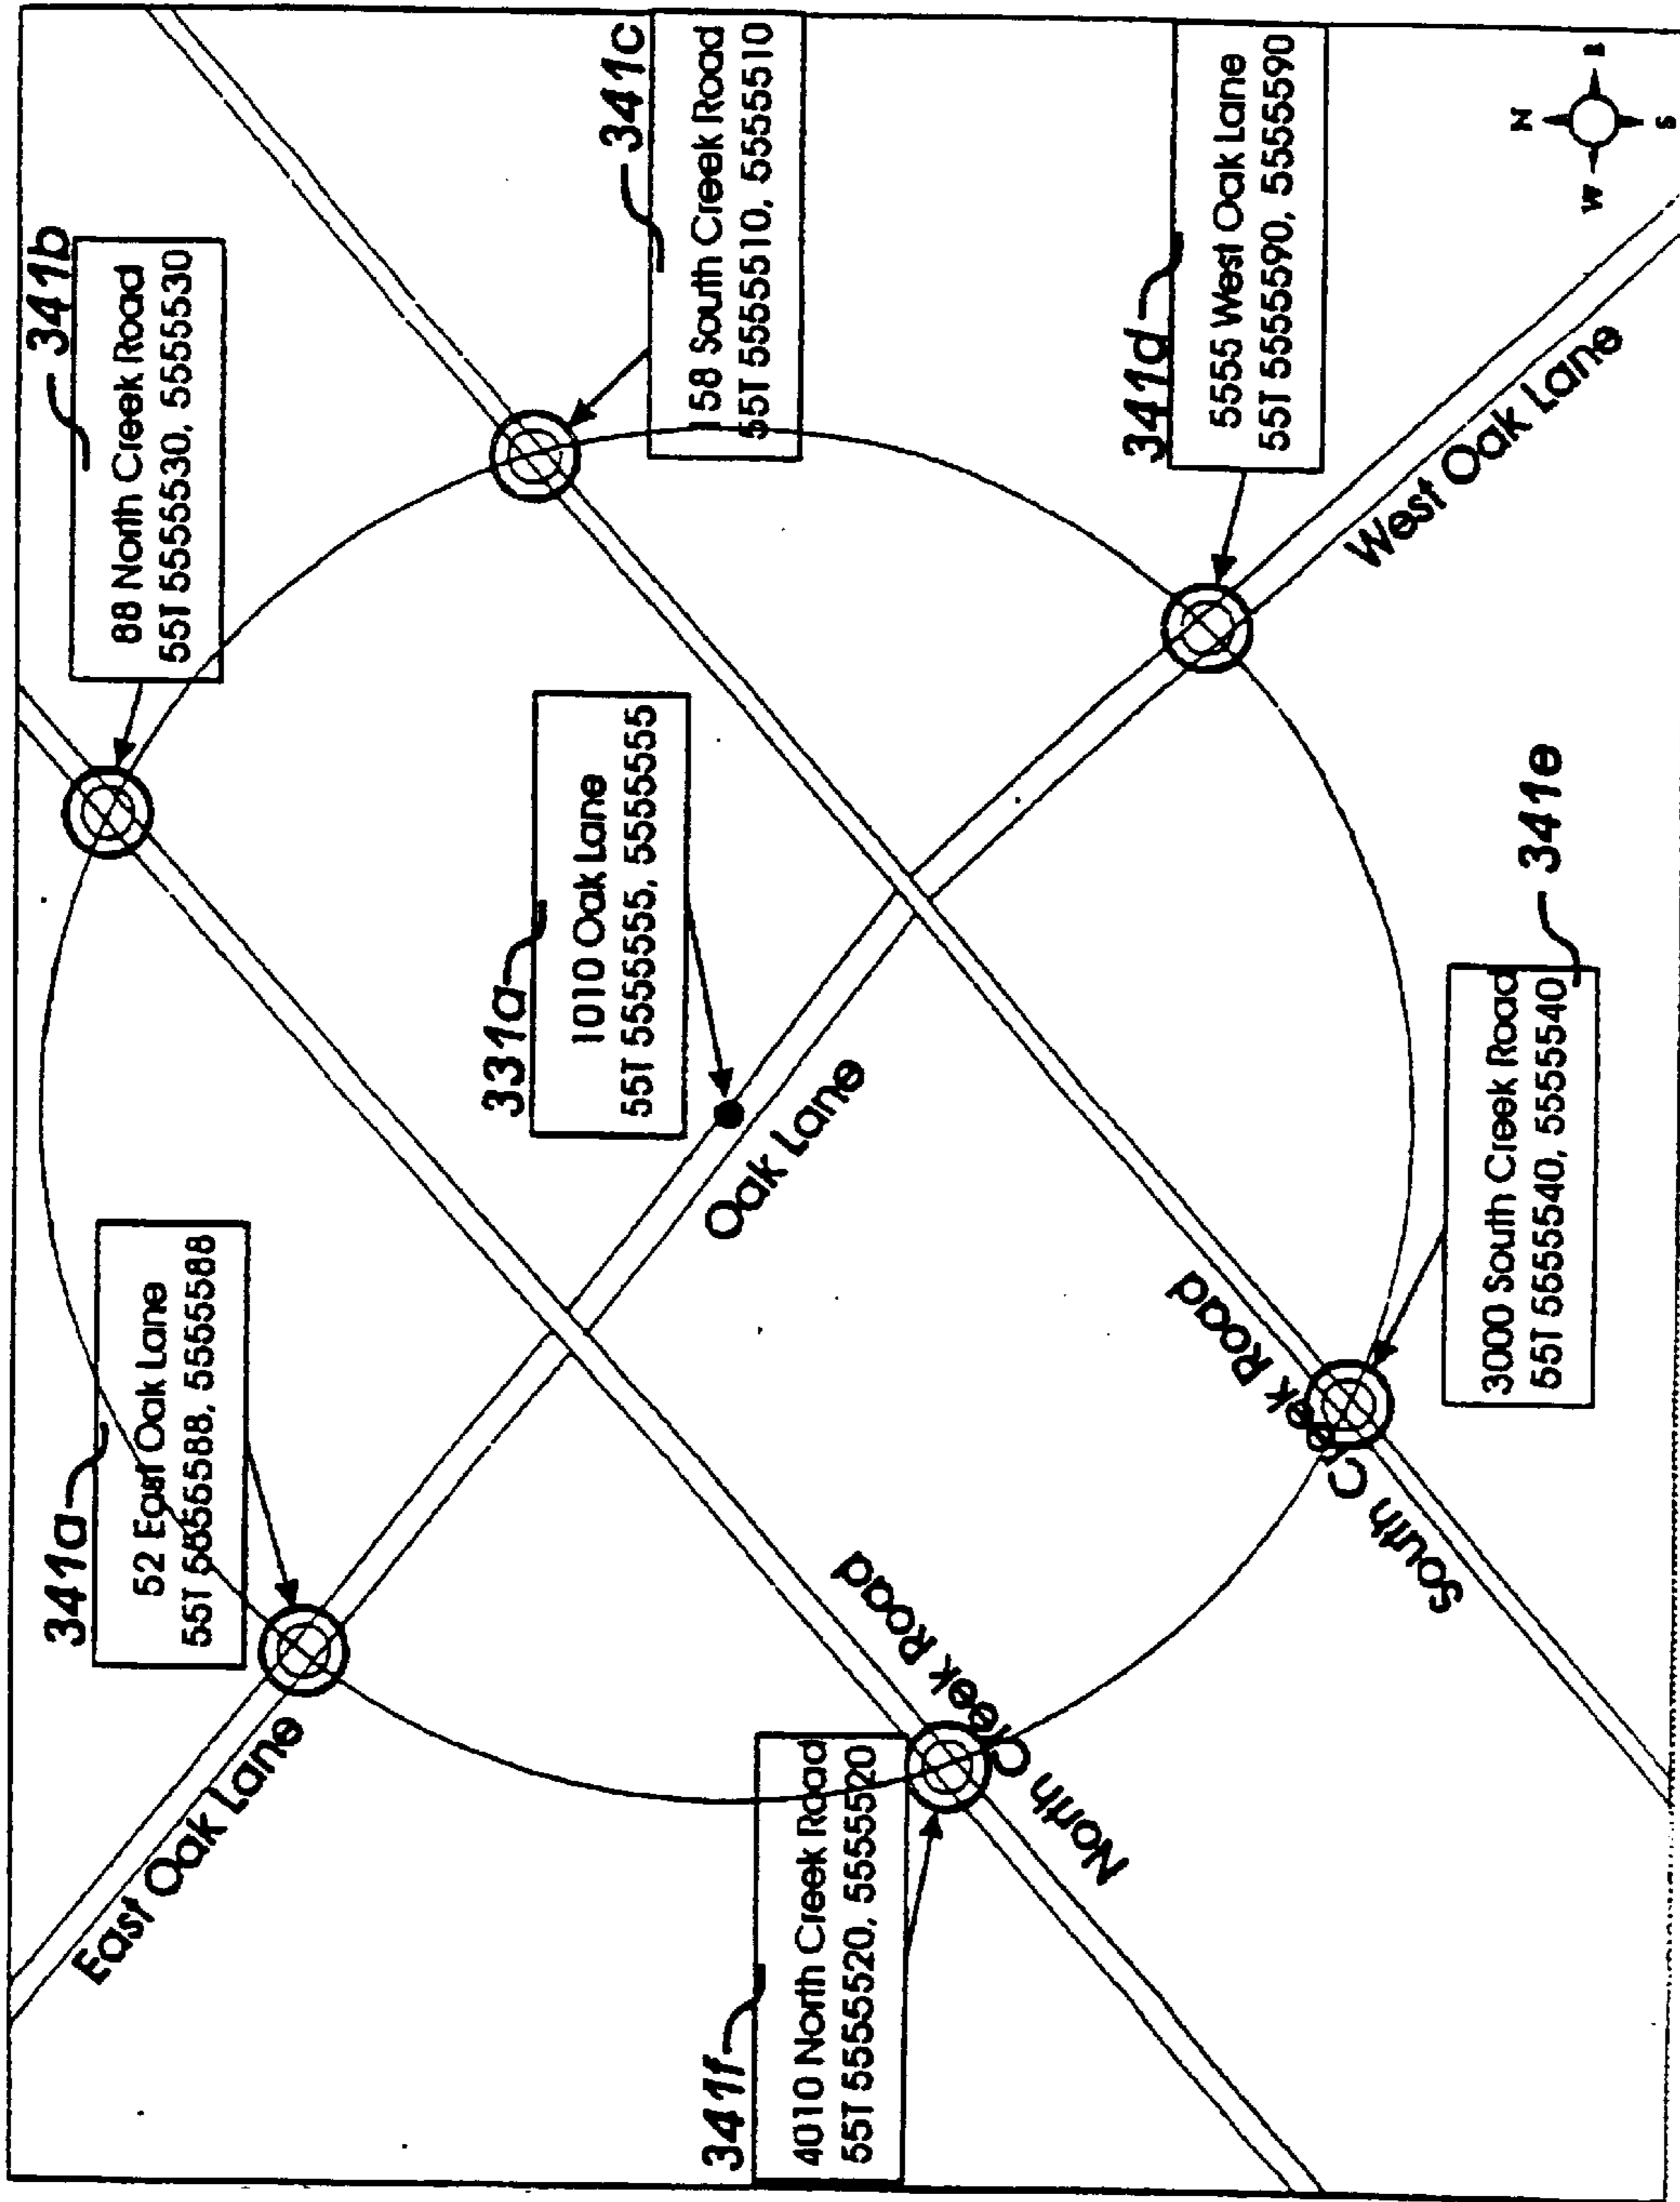 341a
52 East Oak Lane
55T 5555588, 5555588
East Oak Lane
341b
88 North Creek Road
55T 5555530, 5555530
331a
1010 Oak Lane
55T 5555555, 5555555
341c
158 South Creek Road
55T 5555510, 5555510
341f
4010 North Creek Road
55T 5555520, 5555520
Oak Lane
North Creek Road
341d
5555 West Oak Lane
55T 5555590, 5555590
South Creek Road
West Oak Lane
341e
3000 South Creek Road
55T 5555540, 5555540
N
W
E
S